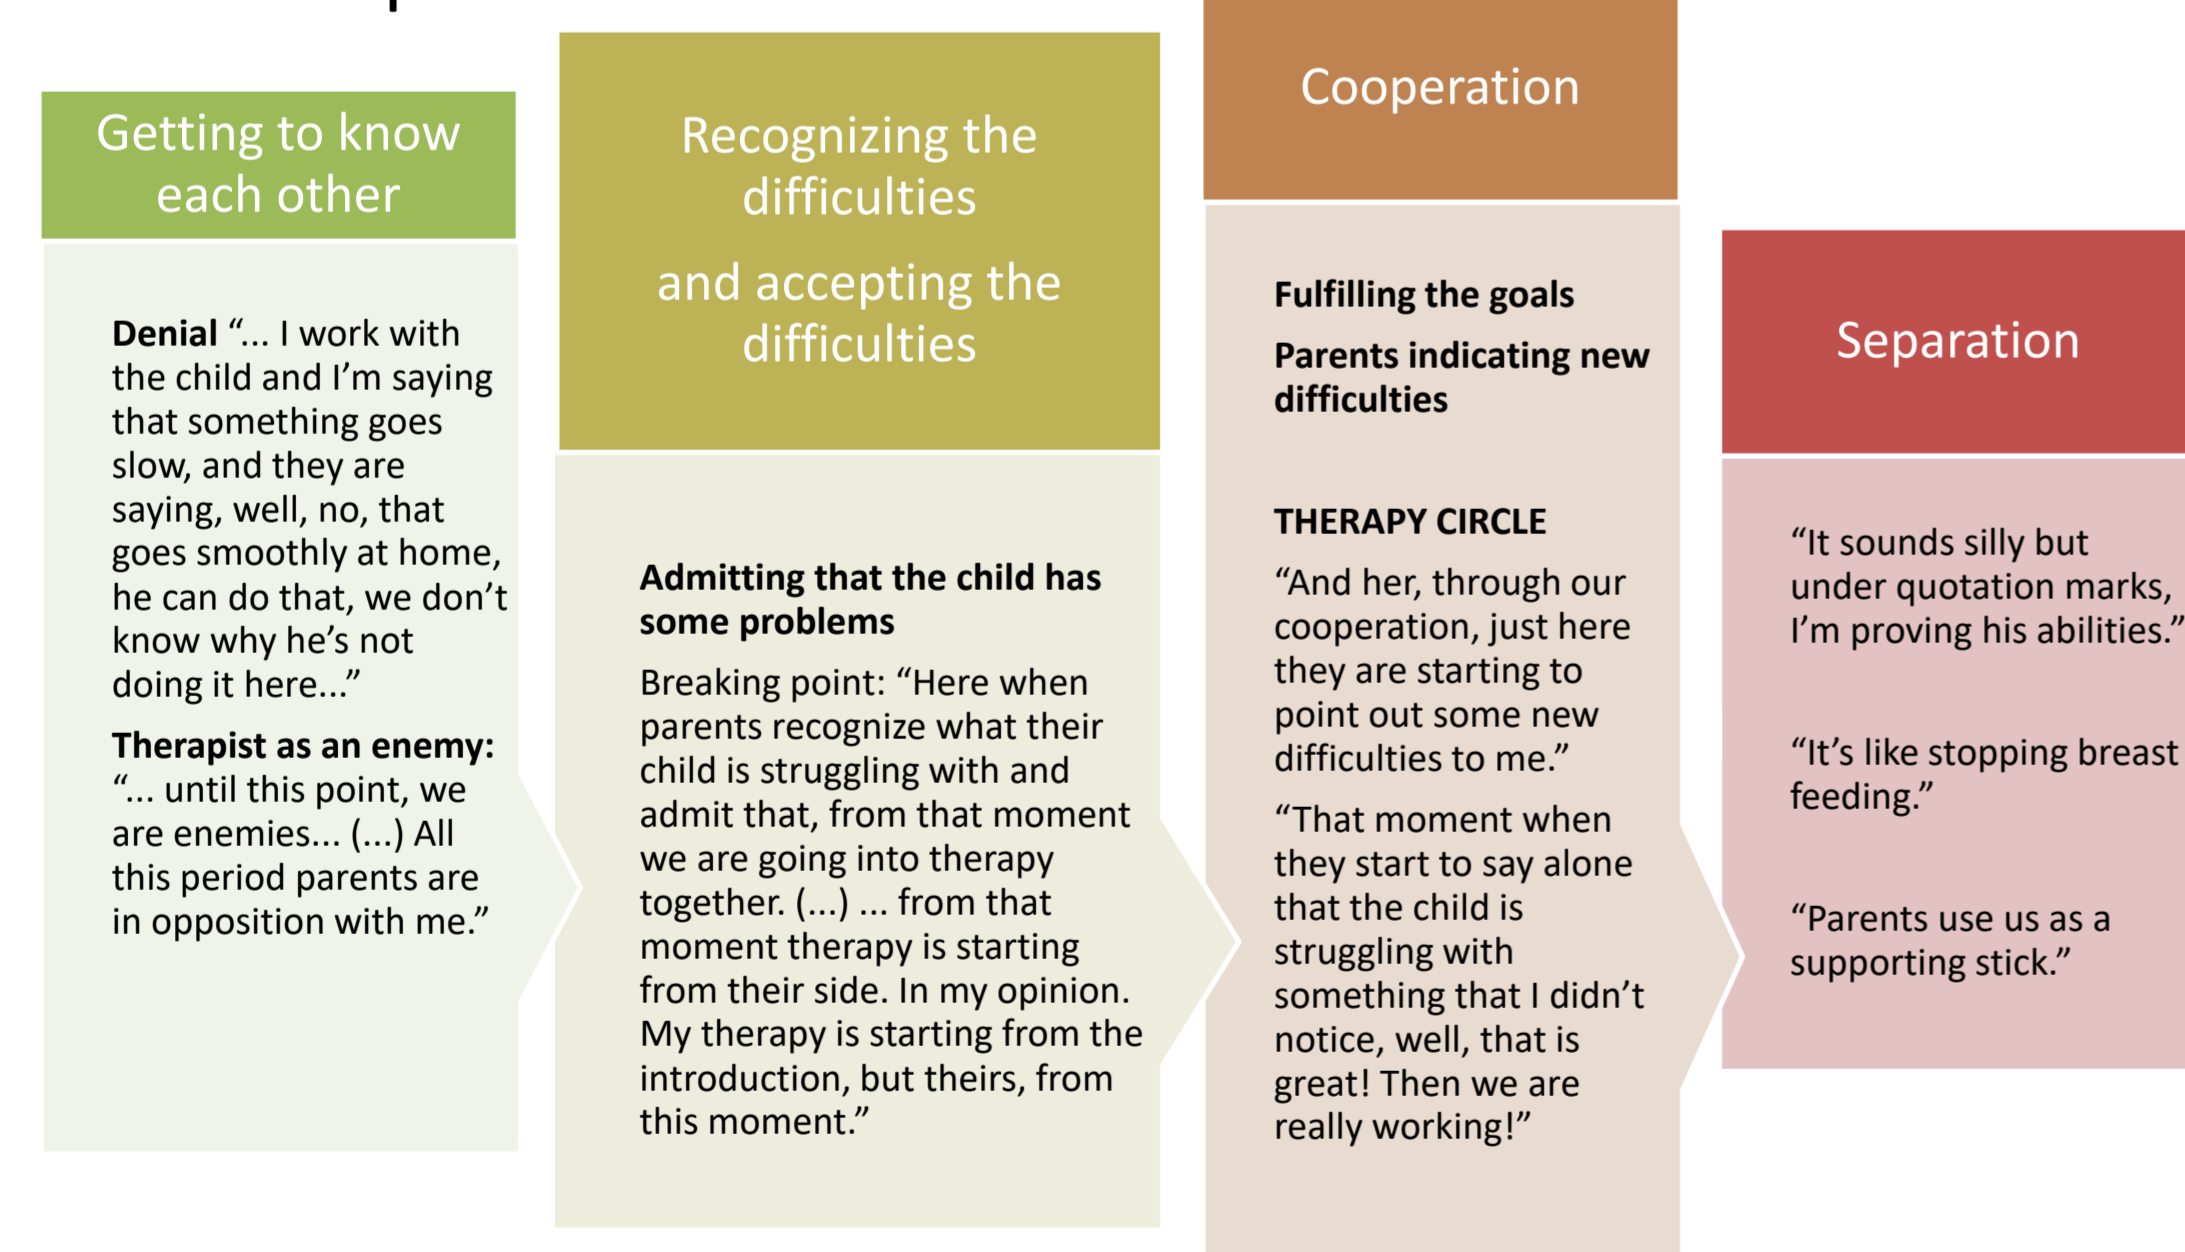 Getting to know
each other
Denial “... I work with
the child and I’m saying
that something goes
slow, and they are
saying, well, no, that
goes smoothly at home,
he can do that, we don’t
know why he’s not
doing it here...”
Therapist as an enemy:
“... until this point, we
are enemies... (...) All
this period parents are
in opposition with me.”
Recognizing the
difficulties
and accepting the
difficulties
Admitting that the child has
some problems
Breaking point: “Here when
parents recognize what their
child is struggling with and
admit that, from that moment
we are going into therapy
together. (...) ... from that
moment therapy is starting
from their side. In my opinion.
My therapy is starting from the
introduction, but theirs, from
this moment.”
Cooperation
Fulfilling the goals
Parents indicating new
difficulties
THERAPY CIRCLE
“And her, through our
cooperation, just here
they are starting to
point out some new
difficulties to me.”
“That moment when
they start to say alone
that the child is
struggling with
something that I didn’t
notice, well, that is
great! Then we are
really working!”
Separation
“It sounds silly but
under quotation marks,
I’m proving his abilities.”
“It’s like stopping breast
feeding.”
“Parents use us as a
supporting stick.”